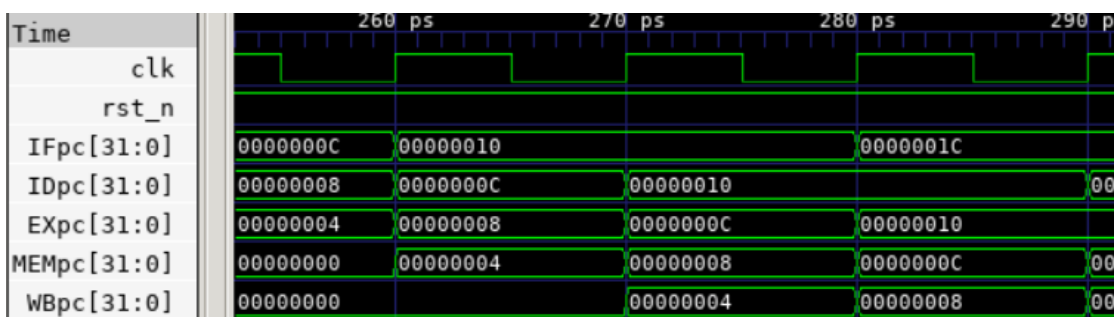 Time 260 ps 270 ps 280 ps 290 p
clk
rst_n
IFpc[31:0] 0000000C 00000010 0000001C
IDpc[31:0] 00000008 0000000C 00000010 00
EXpc[31:0] 00000004 00000008 0000000C 00000010
MEMpc[31:0] 00000000 00000004 00000008 0000000C 00
WBpc[31:0] 00000000 00000004 00000008 00